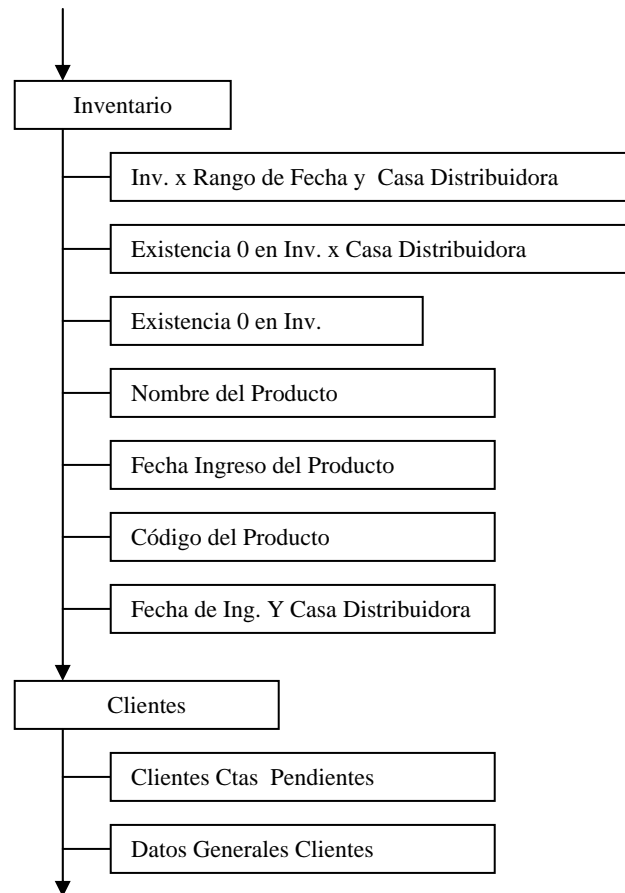 Inventario
Inv. x Rango de Fecha y  Casa Distribuidora
Existencia 0 en Inv. x Casa Distribuidora
Existencia 0 en Inv.
Nombre del Producto
Fecha Ingreso del Producto
Código del Producto
Fecha de Ing. Y Casa Distribuidora
Clientes
Clientes Ctas  Pendientes
Datos Generales Clientes